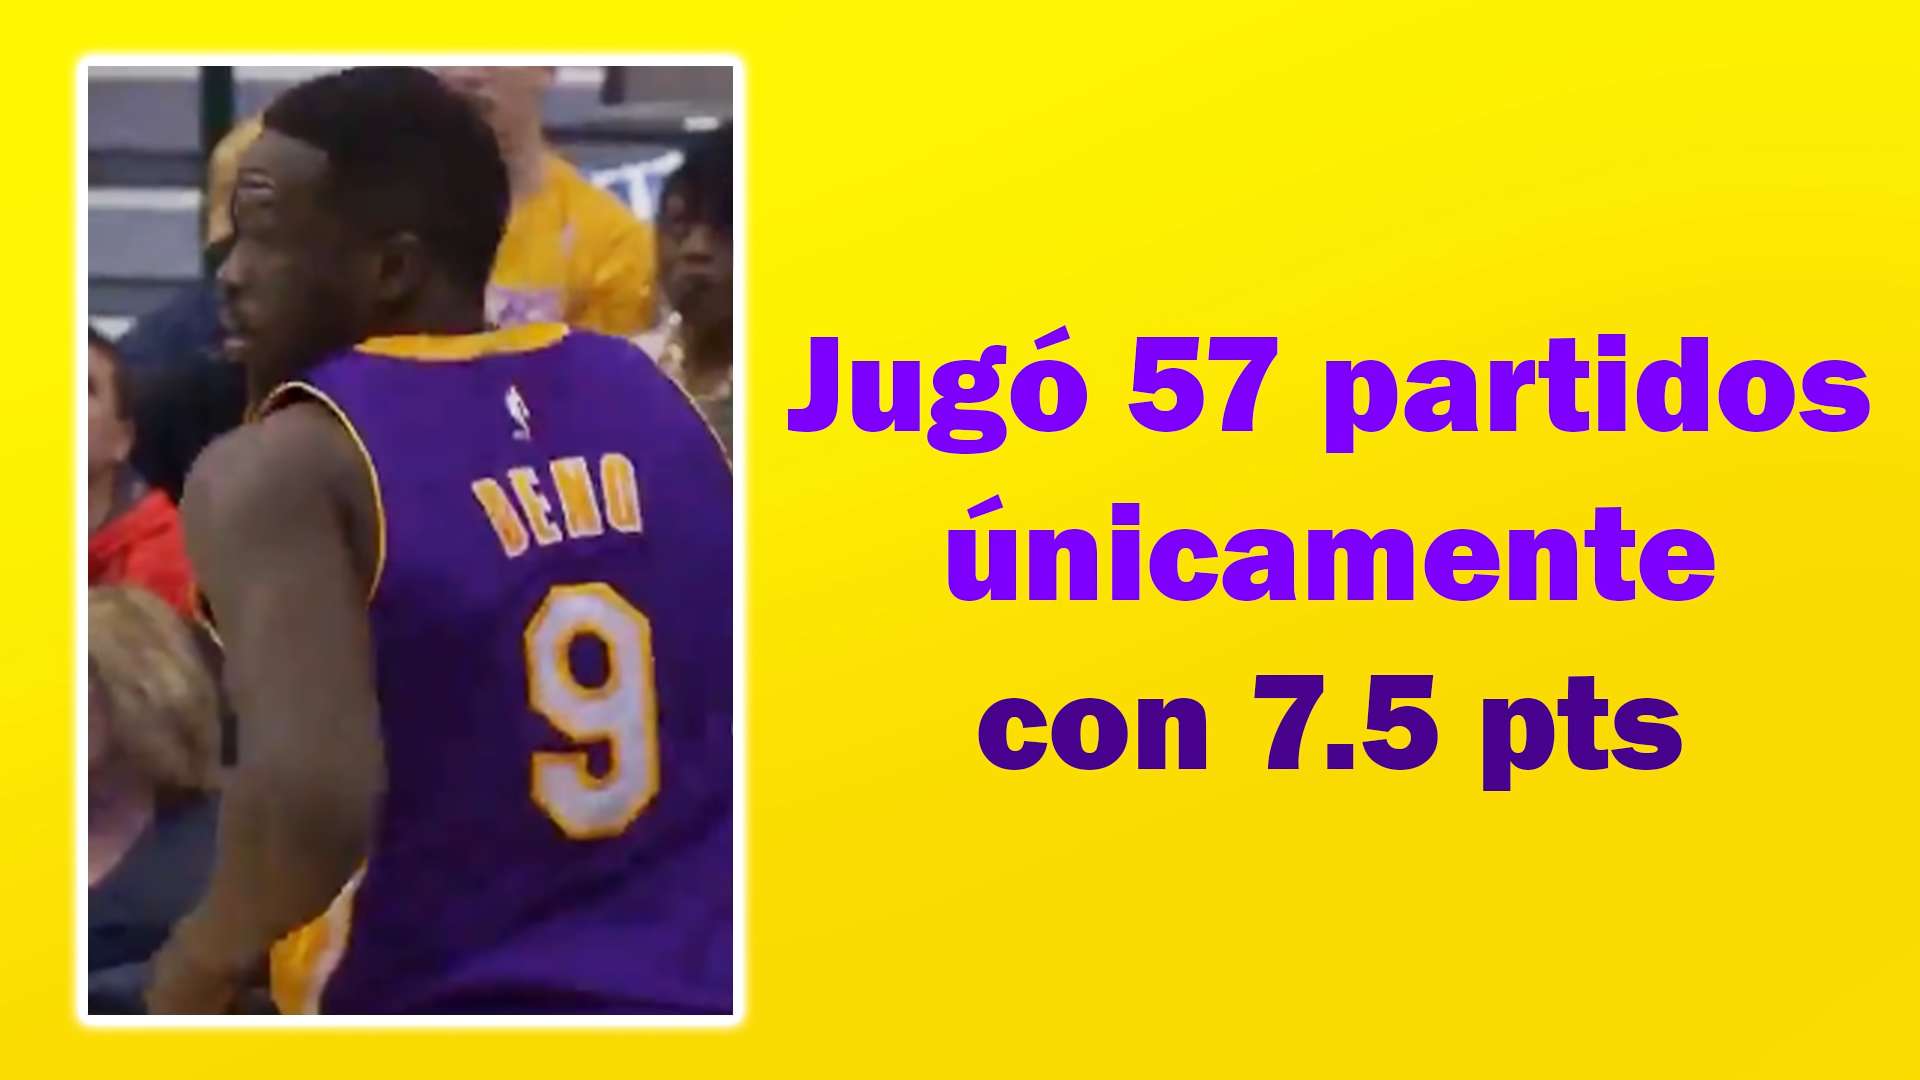 DENG
9
Jugó 57 partidos
únicamente
con 7.5 pts